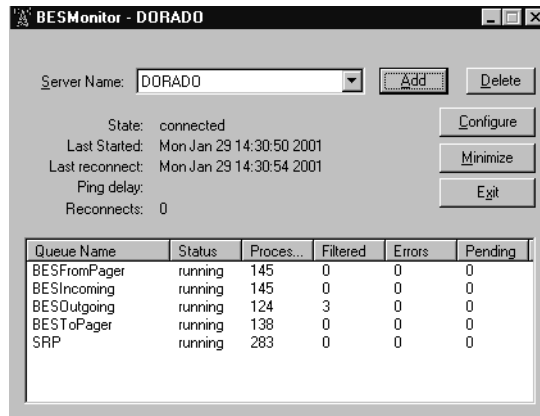 BESMonitor - DORADO
Server Name: DORADO Add Delete
State: connected Configure
Last Started: Mon Jan 29 14:30:50 2001
Last reconnect: Mon Jan 29 14:30:54 2001 Minimize
Ping delay:
Reconnects: 0 Exit
Queue Name Status Proces... Filtered Errors Pending
BESFromPager running 145 0 0 0
BESIncoming running 145 0 0 0
BESOutgoing running 124 3 0 0
BESToPager running 138 0 0 0
SRP running 283 0 0 0